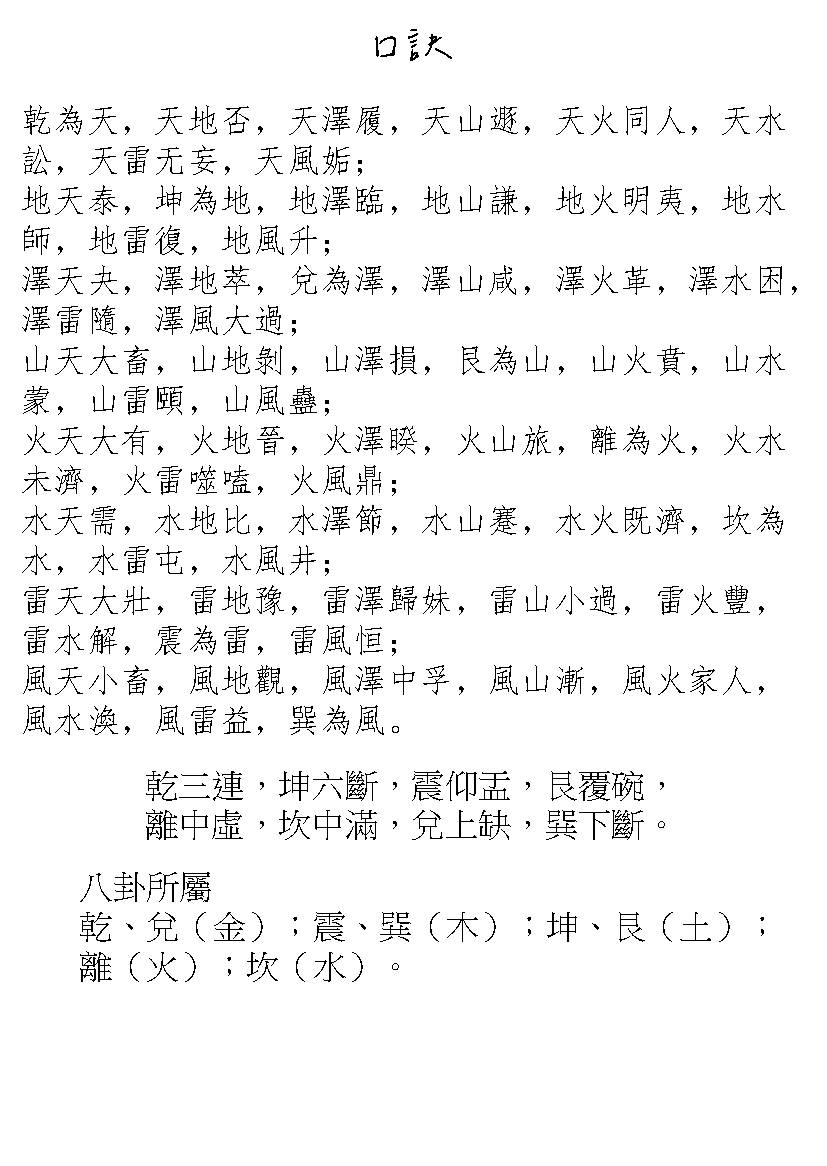 口訣
乾為天，天地否，天澤履，天山遯，天火同人，天水
訟，天雷无妄，天風姤；
地天泰，坤為地，地澤臨，地山謙，地火明夷，地水
師，地雷復，地風升；
澤天夬，澤地萃，兌為澤，澤山咸，澤火革，澤水困，
澤雷隨，澤風大過；
山天大畜，山地剝，山澤損，艮為山，山火賁，山水
蒙，山雷頤，山風蠱；
火天大有，火地晉，火澤睽，火山旅，離為火，火水
未濟，火雷噬嗑，火風鼎；
水天需，水地比，水澤節，水山蹇，水火既濟，坎為
水，水雷屯，水風井；
雷天大壯，雷地豫，雷澤歸妹，雷山小過，雷火豐，
雷水解，震為雷，雷風恒；
風天小畜，風地觀，風澤中孚，風山漸，風火家人，
風水渙，風雷益，巽為風。
乾三連，坤六斷，震仰盂，艮覆碗，
離中虛，坎中滿，兌上缺，巽下斷。
八卦所屬
乾、兌（金）；震、巽（木）；坤、艮（土）；
離（火）；坎（水）。